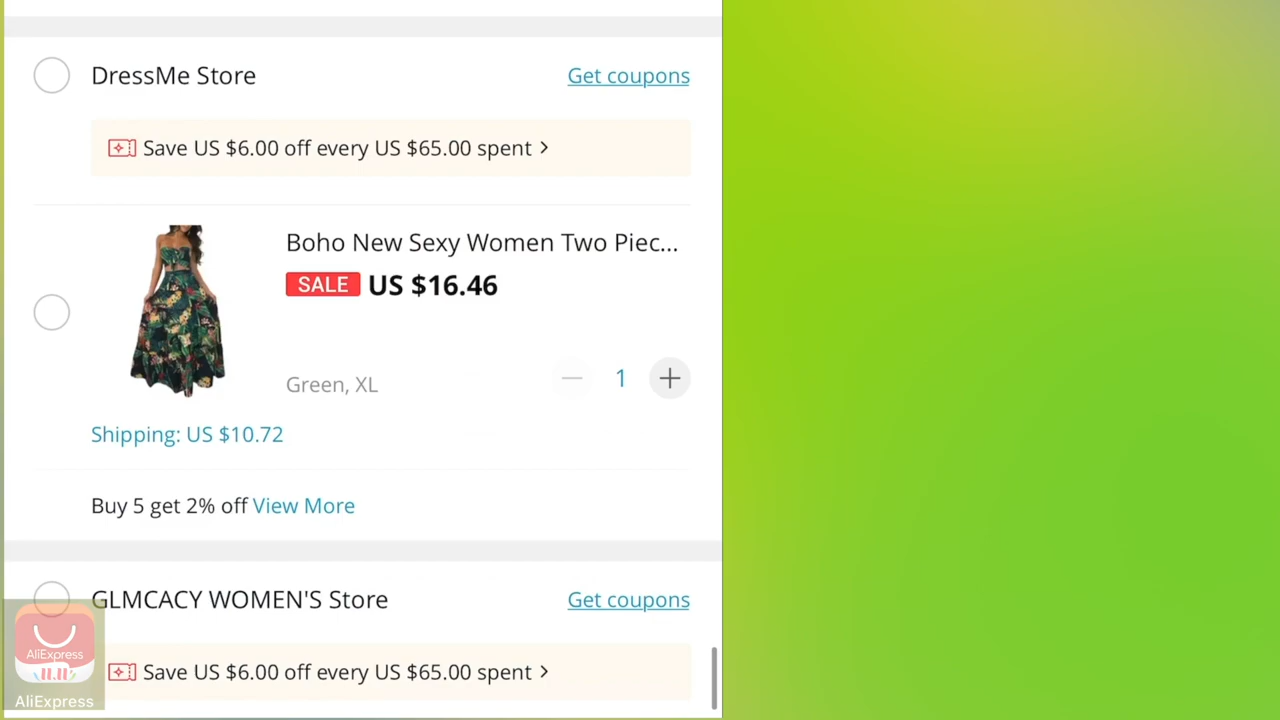 DressMe Store
Get coupons
Save US $6.00 off every US $65.00 spent >
Boho New Sexy Women Two Piec...
SALE US $16.46
Green, XL
1
Shipping: US $10.72
Buy 5 get 2% off View More
GLMCACY WOMEN'S Store
Get coupons
Save US $6.00 off every US $65.00 spent >
AliExpress
11.11
AliExpress